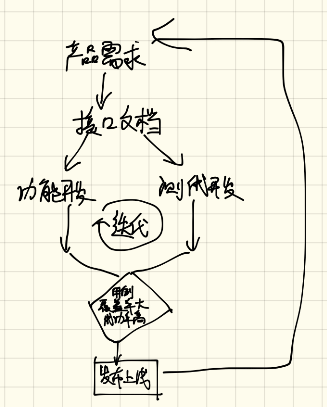 产品需求
接口文档
功能开发
测试开发
迭代
用例
覆盖率大
成功率高
发布上线